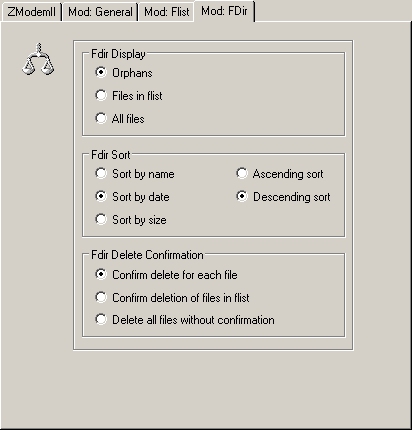 ZModemII Mod: General Mod: Flist Mod: FDir
Fdir Display
Orphans
Files in flist
All files
Fdir Sort
Sort by name Ascending sort
Sort by date Descending sort
Sort by size
Fdir Delete Confirmation
Confirm delete for each file
Confirm deletion of files in flist
Delete all files without confirmation